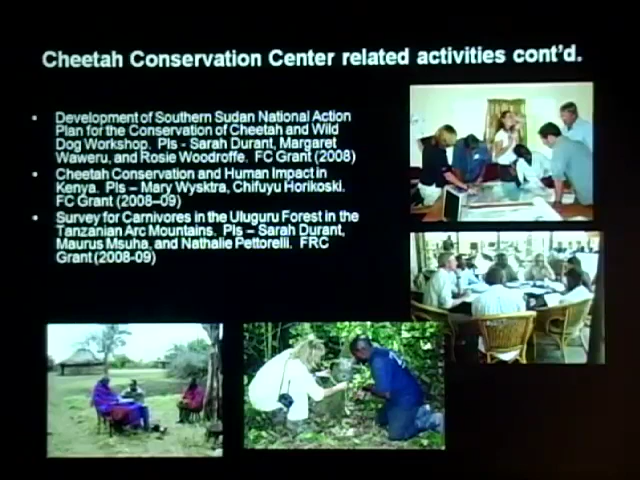 Cheetah Conservation Center related activities cont'd.
Development of Southern Sudan National Action
Plan for the Conservation of Cheetah and Wild
Dog Workshop. PIs - Sarah Durant, Margaret
Waweru, and Rosie Woodroffe. FC Grant (2008)
Cheetah Conservation and Human Impact in
Kenya. PIs – Mary Wysktra, Chifuyu Horikoski.
FC Grant (2008–09)
Survey for Carnivores in the Uluguru Forest in the
Tanzanian Arc Mountains. PIs – Sarah Durant,
Maurus Msuha, and Nathalie Pettorelli. FRC
Grant (2008-09)